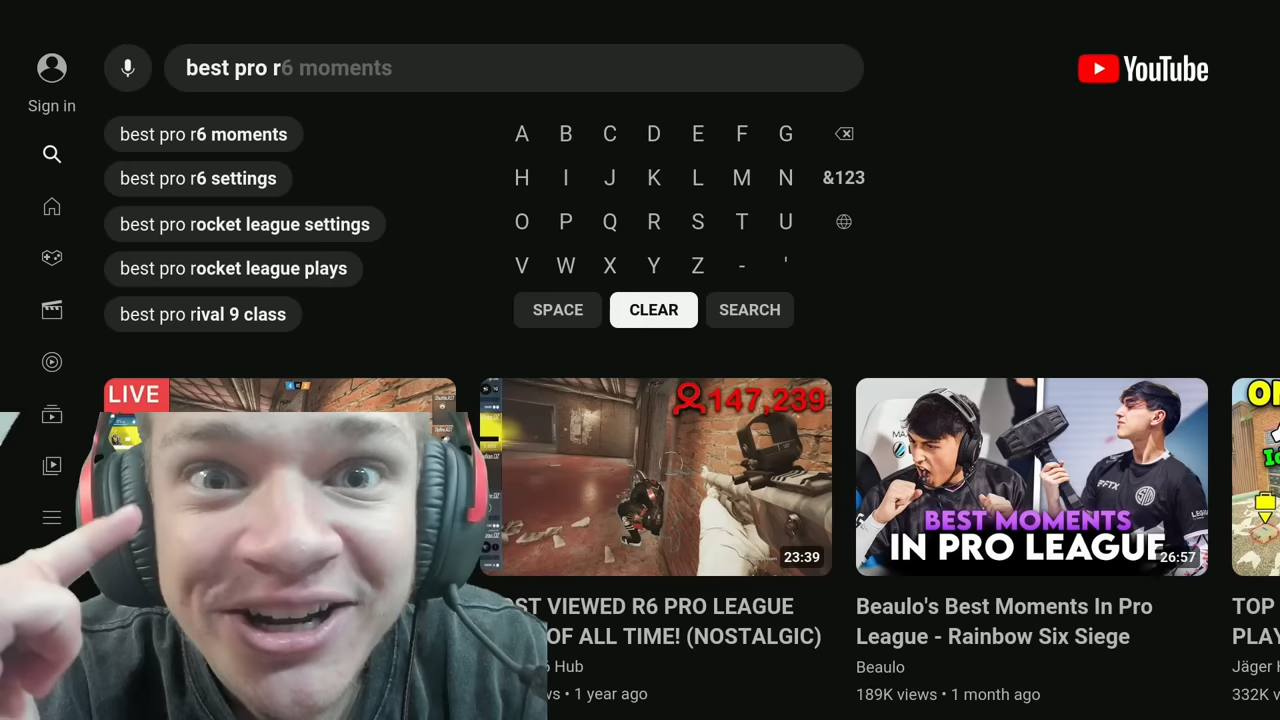 best pro r6 moments
YouTube
Sign in
best pro r6 moments
best pro r6 settings
best pro rocket league settings
best pro rocket league plays
best pro rival 9 class
A B C D E F G
H I J K L M N &123
O P Q R S T U
V W X Y Z - '
SPACE CLEAR SEARCH
LIVE
147,239
23:39
BEST MOMENTS
IN PRO LEAGUE
26:57
VIEWED R6 PRO LEAGUE
OF ALL TIME! (NOSTALGIC)
Hub
• 1 year ago
Beaulo's Best Moments In Pro
League - Rainbow Six Siege
Beaulo
189K views • 1 month ago
TOP
Jäger
332K